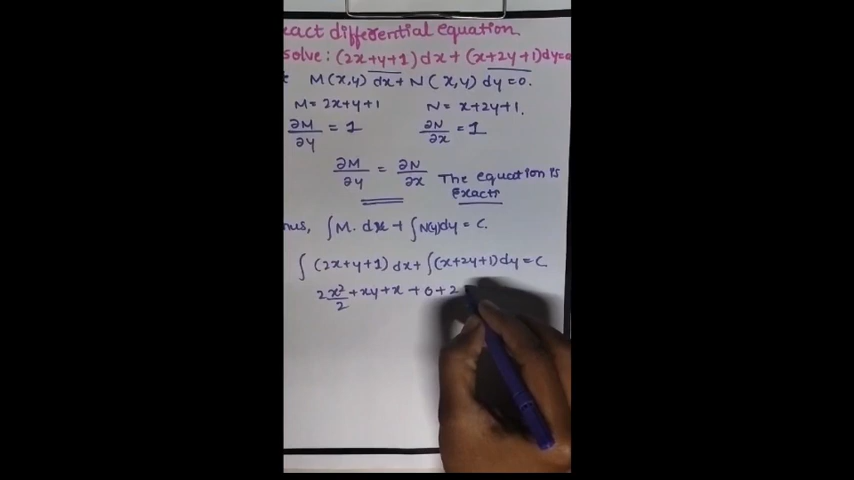 xact differential equation.
solve: (2x+y+1)dx + (x+2y+1)dy=0
M(x,y) dx + N(x,y) dy = 0.
M = 2x+y+1 N = x+2y+1.
∂M/∂y = 1 ∂N/∂x = 1
∂M/∂y = ∂N/∂x The equation is
Exact.
hus, ∫M. dx + ∫N(y)dy = C.
∫(2x+y+1)dx + ∫(x+2y+1)dy = C
2x²/2 + xy + x + 0 + 2